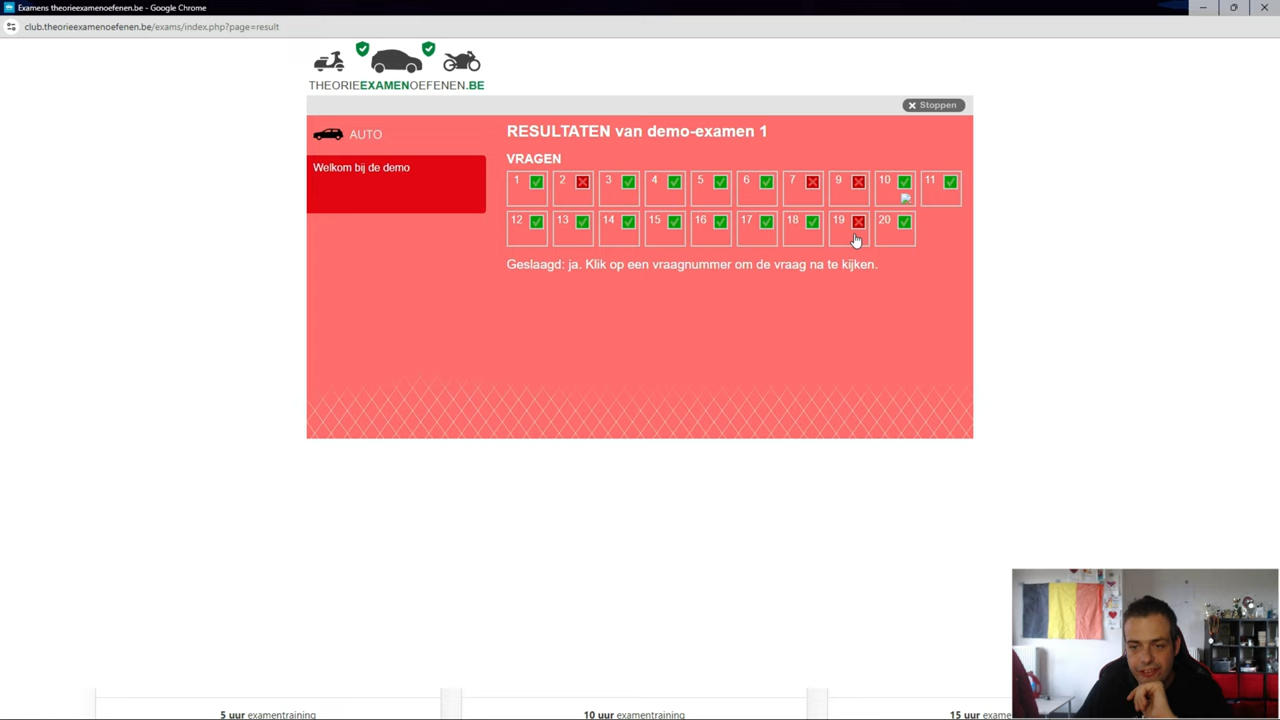 Examens theorieexamenoefenen.be - Google Chrome
club.theorieexamenoefenen.be/exams/index.php?page=result
THEORIEEXAMENOEFENEN.BE
Stoppen
AUTO
Welkom bij de demo
RESULTATEN van demo-examen 1
VRAGEN
1 2 3 4 5 6 7 9 10 11
12 13 14 15 16 17 18 19 20
Geslaagd: ja. Klik op een vraagnummer om de vraag na te kijken.
5 uur examentraining 10 uur examentraining 15 uur exame